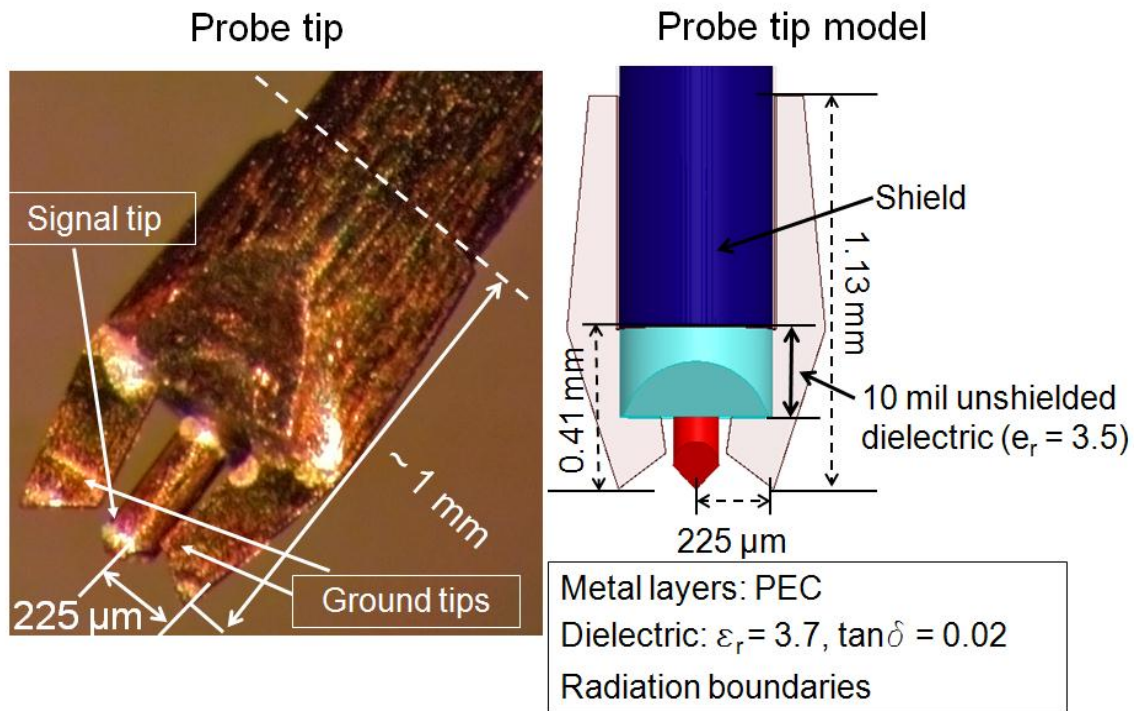 Probe tip
Probe tip model
Signal tip
~ 1 mm
225 µm
Ground tips
Shield
1.13 mm
0.41 mm
10 mil unshielded
dielectric (e_r = 3.5)
225 µm
Metal layers: PEC
Dielectric: ε_r = 3.7, tanδ = 0.02
Radiation boundaries